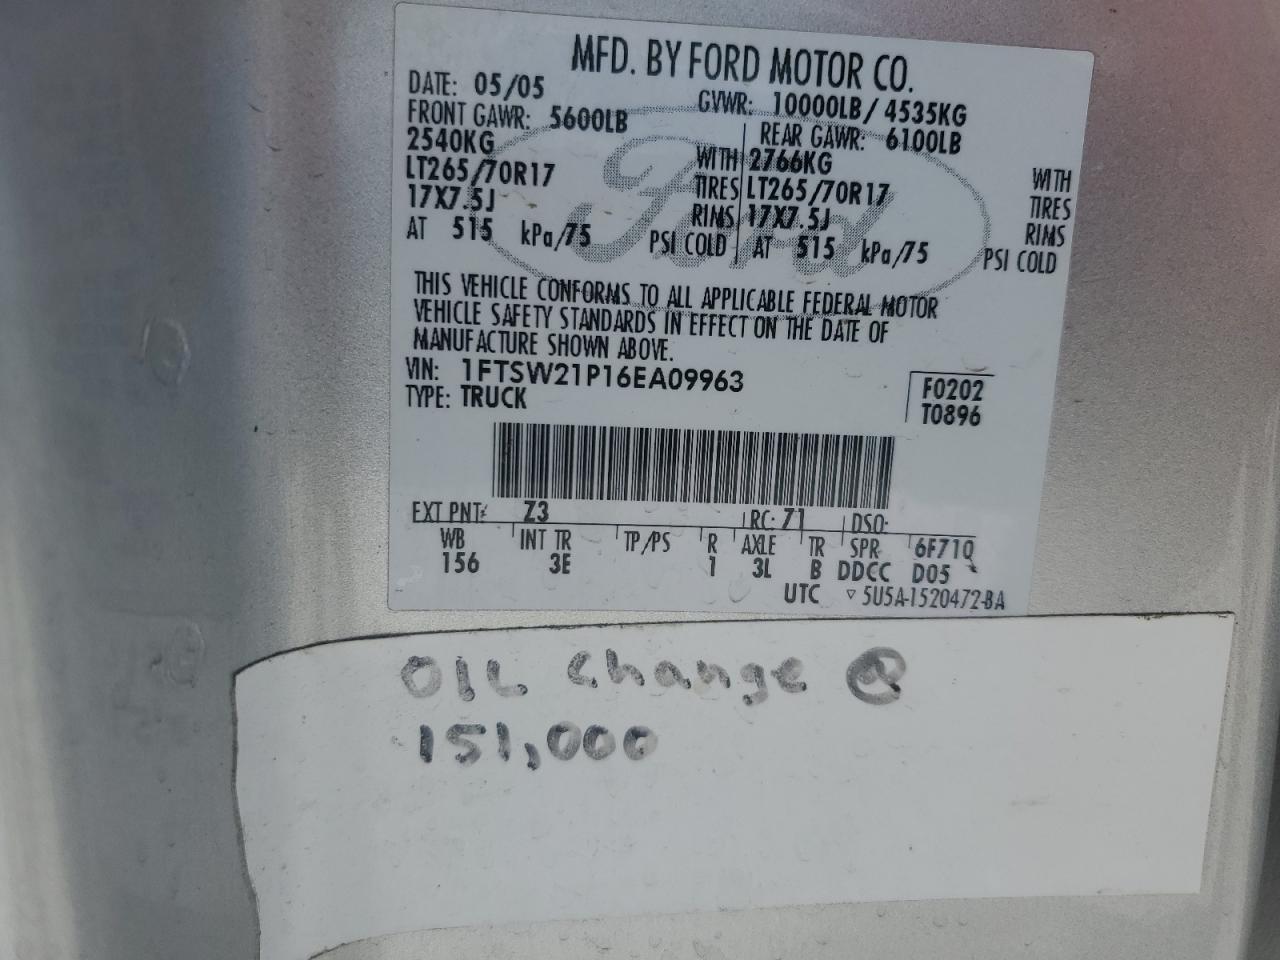 MFD. BY FORD MOTOR CO.
DATE: 05/05 GVWR: 10000LB/ 4535KG
FRONT GAWR: 5600LB REAR GAWR: 6100LB
2540KG WITH 2766KG WITH
LT265/70R17 TIRES LT265/70R17 TIRES
17X7.5J RIMS 17X7.5J RIMS
AT 515 kPa/75 PSI COLD AT 515 kPa/75 PSI COLD
Ford
THIS VEHICLE CONFORMS TO ALL APPLICABLE FEDERAL MOTOR
VEHICLE SAFETY STANDARDS IN EFFECT ON THE DATE OF
MANUFACTURE SHOWN ABOVE.
VIN: 1FTSW21P16EA09963 F0202
TYPE: TRUCK T0896
EXT PNT: Z3 RC: 71 DSO:
WB INT TR TP/PS R AXLE TR SPR 6F71Q
156 3E 1 3L B DDCC D05
UTC ▽ 5U5A-1520472-BA
OIL change @
151,000